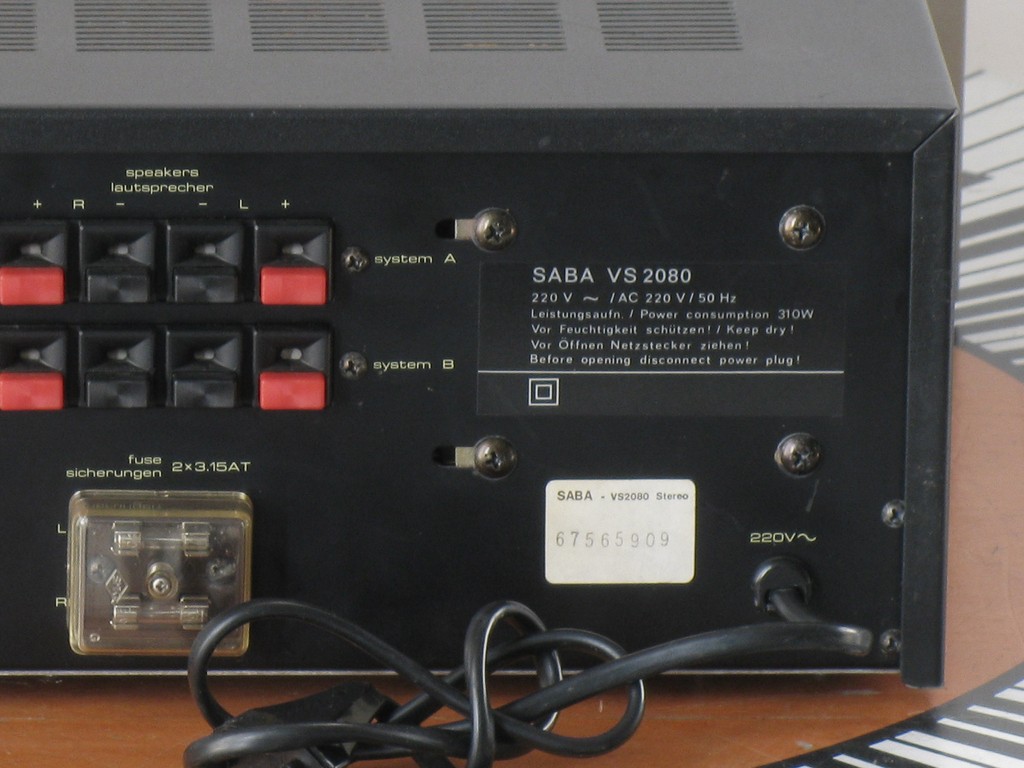 speakers
lautsprecher
+ R − − L +
system A
system B
SABA VS 2080
220 V ~ / AC 220 V / 50 Hz
Leistungsaufn. / Power consumption 310W
Vor Feuchtigkeit schützen! / Keep dry!
Vor Öffnen Netzstecker ziehen!
Before opening disconnect power plug!
fuse
sicherungen 2×3.15AT
L
R
SABA - VS2080 Stereo
67565909
220V~